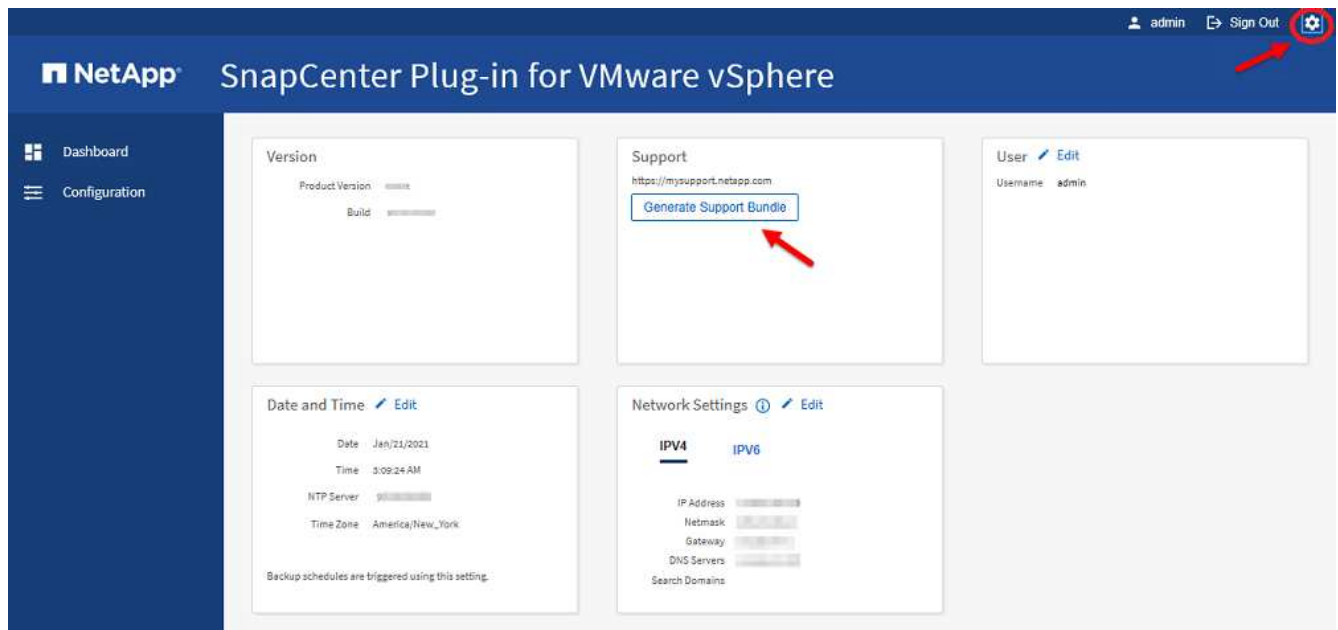 admin Sign Out
NetApp® SnapCenter Plug-in for VMware vSphere
Dashboard
Configuration
Version
Product Version
Build
Support
https://mysupport.netapp.com
Generate Support Bundle
User Edit
Username admin
Date and Time Edit
Date Jan/21/2021
Time 3:09:24 AM
NTP Server
Time Zone America/New_York
Backup schedules are triggered using this setting.
Network Settings Edit
IPV4 IPV6
IP Address
Netmask
Gateway
DNS Servers
Search Domains